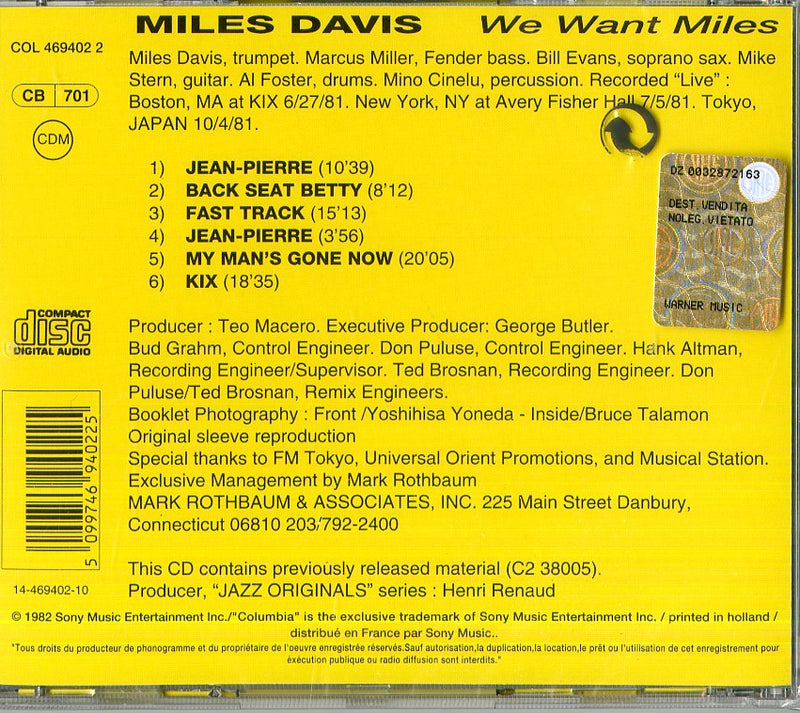 MILES DAVIS We Want Miles
COL 469402 2
CB 701
CDM
Miles Davis, trumpet. Marcus Miller, Fender bass. Bill Evans, soprano sax. Mike
Stern, guitar. Al Foster, drums. Mino Cinelu, percussion. Recorded "Live" :
Boston, MA at KIX 6/27/81. New York, NY at Avery Fisher Hall 7/5/81. Tokyo,
JAPAN 10/4/81.
1) JEAN-PIERRE (10'39)
2) BACK SEAT BETTY (8'12)
3) FAST TRACK (15'13)
4) JEAN-PIERRE (3'56)
5) MY MAN'S GONE NOW (20'05)
6) KIX (18'35)
DZ 0032872163
DEST.VENDITA
NOLEG.VIETATO
WARNER MUSIC
COMPACT
disc
DIGITAL AUDIO
Producer : Teo Macero. Executive Producer: George Butler.
Bud Grahm, Control Engineer. Don Puluse, Control Engineer. Hank Altman,
Recording Engineer/Supervisor. Ted Brosnan, Recording Engineer. Don
Puluse/Ted Brosnan, Remix Engineers.
Booklet Photography : Front /Yoshihisa Yoneda - Inside/Bruce Talamon
Original sleeve reproduction
Special thanks to FM Tokyo, Universal Orient Promotions, and Musical Station.
Exclusive Management by Mark Rothbaum
MARK ROTHBAUM & ASSOCIATES, INC. 225 Main Street Danbury,
Connecticut 06810 203/792-2400
5 099746 940225
14-469402-10
This CD contains previously released material (C2 38005).
Producer, "JAZZ ORIGINALS" series : Henri Renaud
© 1982 Sony Music Entertainment Inc./"Columbia" is the exclusive trademark of Sony Music Entertainment Inc. / printed in holland /
distribué en France par Sony Music..
"Tous droits du producteur de phonogramme et du propriétaire de l'oeuvre enregistrée réservés.Sauf autorisation,la duplication,la location,le prêt ou l'utilisation de cet enregistrement pour
éxécution publique ou radio diffusion sont interdits."